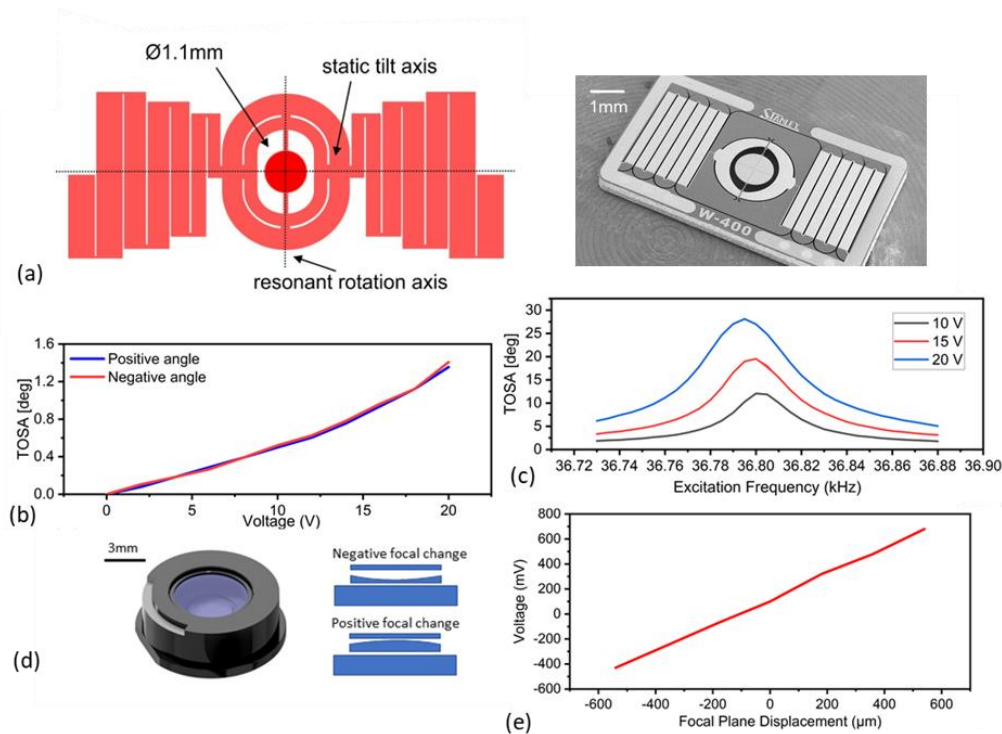 Ø1.1mm
static tilt axis
resonant rotation axis
(a)
1mm
STANLEY
W-400
1.6
1.2
0.8
0.4
0.0
TOSA [deg]
Positive angle
Negative angle
0 5 10 15 20
Voltage (V)
(b)
30
25
20
15
10
5
0
TOSA [deg]
10 V
15 V
20 V
36.72 36.74 36.76 36.78 36.80 36.82 36.84 36.86 36.88 36.90
Excitation Frequency (kHz)
(c)
3mm
Negative focal change
Positive focal change
(d)
800
600
400
200
0
-200
-400
-600
Voltage (mV)
-600 -400 -200 0 200 400 600
Focal Plane Displacement (µm)
(e)